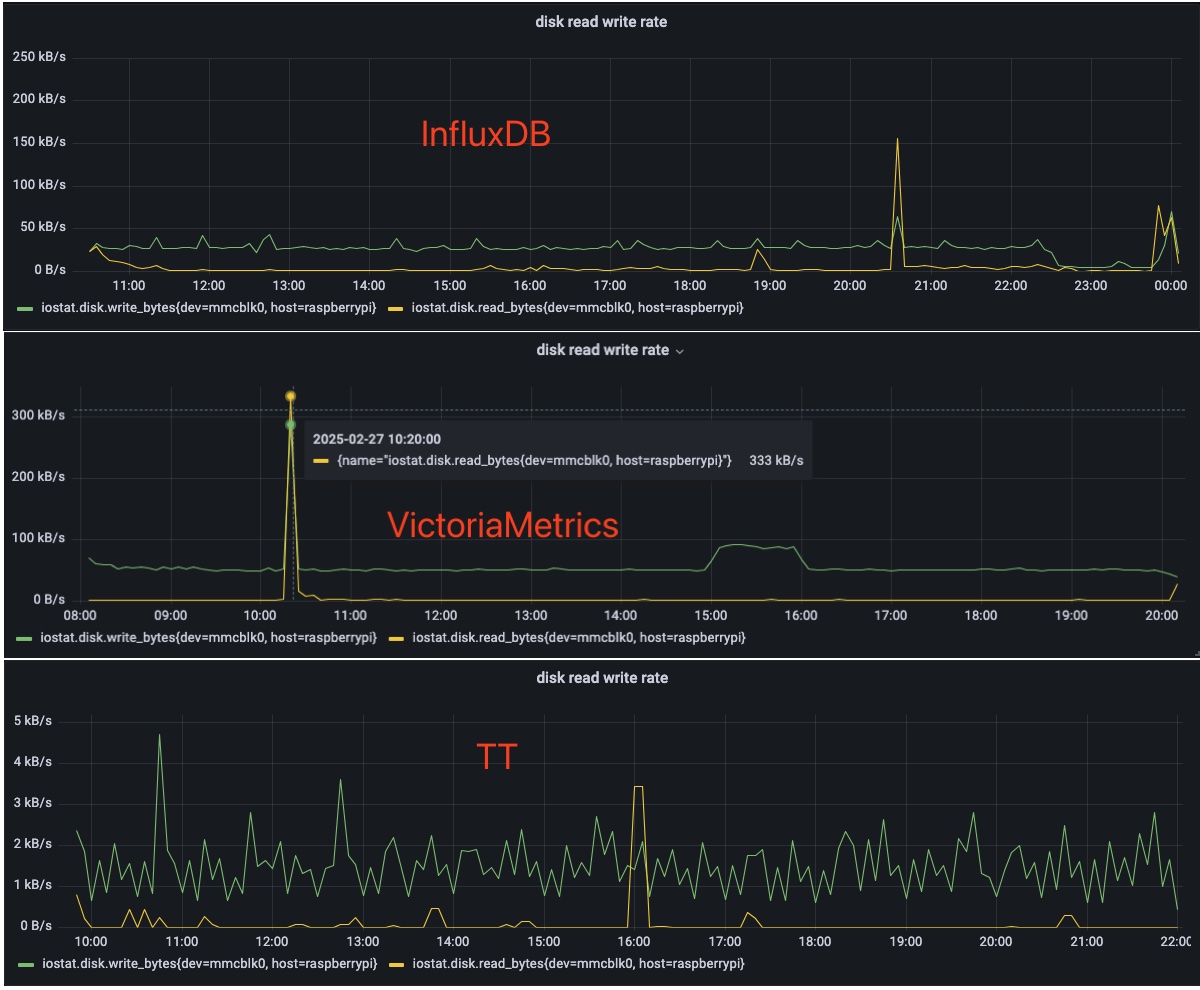 disk read write rate
250 kB/s
200 kB/s
150 kB/s
100 kB/s
50 kB/s
0 B/s
InfluxDB
11:00 12:00 13:00 14:00 15:00 16:00 17:00 18:00 19:00 20:00 21:00 22:00 23:00 00:00
iostat.disk.write_bytes{dev=mmcblk0, host=raspberrypi} iostat.disk.read_bytes{dev=mmcblk0, host=raspberrypi}
disk read write rate
300 kB/s
200 kB/s
100 kB/s
0 B/s
2025-02-27 10:20:00
{name="iostat.disk.read_bytes{dev=mmcblk0, host=raspberrypi}"} 333 kB/s
VictoriaMetrics
08:00 09:00 10:00 11:00 12:00 13:00 14:00 15:00 16:00 17:00 18:00 19:00 20:00
iostat.disk.write_bytes{dev=mmcblk0, host=raspberrypi} iostat.disk.read_bytes{dev=mmcblk0, host=raspberrypi}
disk read write rate
5 kB/s
4 kB/s
3 kB/s
2 kB/s
1 kB/s
0 B/s
TT
10:00 11:00 12:00 13:00 14:00 15:00 16:00 17:00 18:00 19:00 20:00 21:00 22:00
iostat.disk.write_bytes{dev=mmcblk0, host=raspberrypi} iostat.disk.read_bytes{dev=mmcblk0, host=raspberrypi}